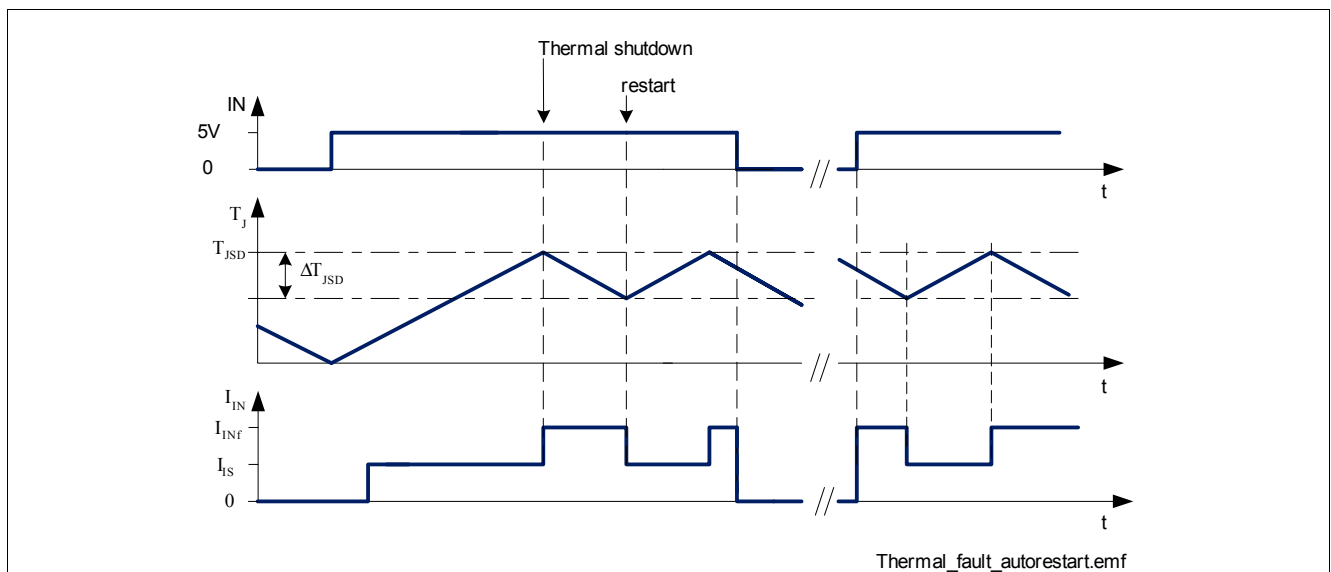 Thermal shutdown
restart
IN
5V
0
t
TJ
TJSD
ΔTJSD
t
IIN
IINf
IIS
0
t
Thermal_fault_autorestart.emf